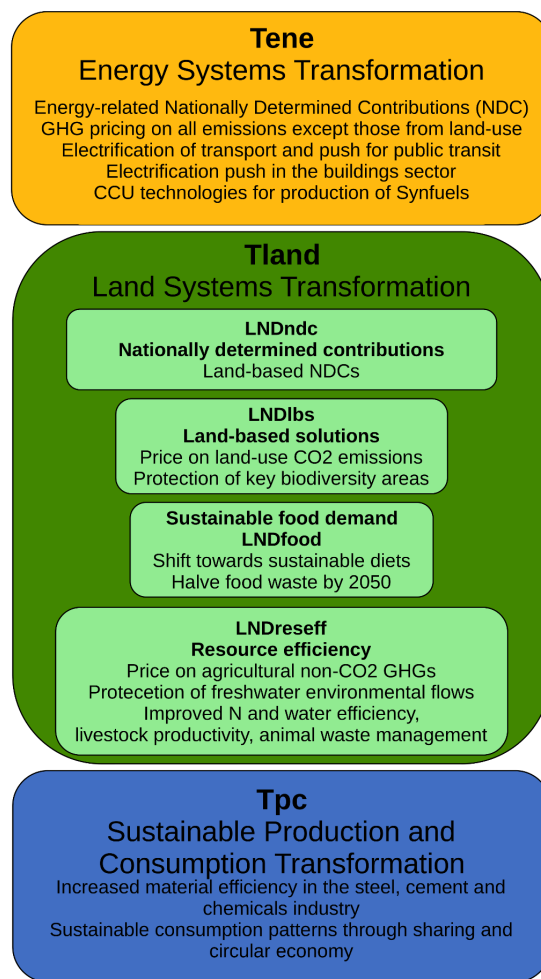 Tene
Energy Systems Transformation
Energy-related Nationally Determined Contributions (NDC)
GHG pricing on all emissions except those from land-use
Electrification of transport and push for public transit
Electrification push in the buildings sector
CCU technologies for production of Synfuels
Tland
Land Systems Transformation
LNDndc
Nationally determined contributions
Land-based NDCs
LNDlbs
Land-based solutions
Price on land-use CO2 emissions
Protection of key biodiversity areas
Sustainable food demand
LNDfood
Shift towards sustainable diets
Halve food waste by 2050
LNDreseff
Resource efficiency
Price on agricultural non-CO2 GHGs
Protecetion of freshwater environmental flows
Improved N and water efficiency,
livestock productivity, animal waste management
Tpc
Sustainable Production and
Consumption Transformation
Increased material efficiency in the steel, cement and
chemicals industry
Sustainable consumption patterns through sharing and
circular economy